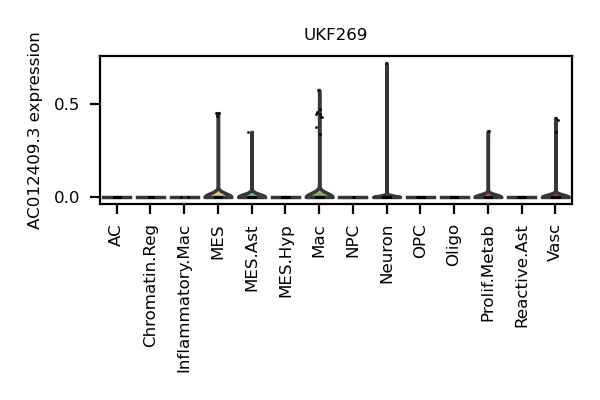 UKF269
AC012409.3 expression
0.5
0.0
AC
Chromatin.Reg
Inflammatory.Mac
MES
MES.Ast
MES.Hyp
Mac
NPC
Neuron
OPC
Oligo
Prolif.Metab
Reactive.Ast
Vasc